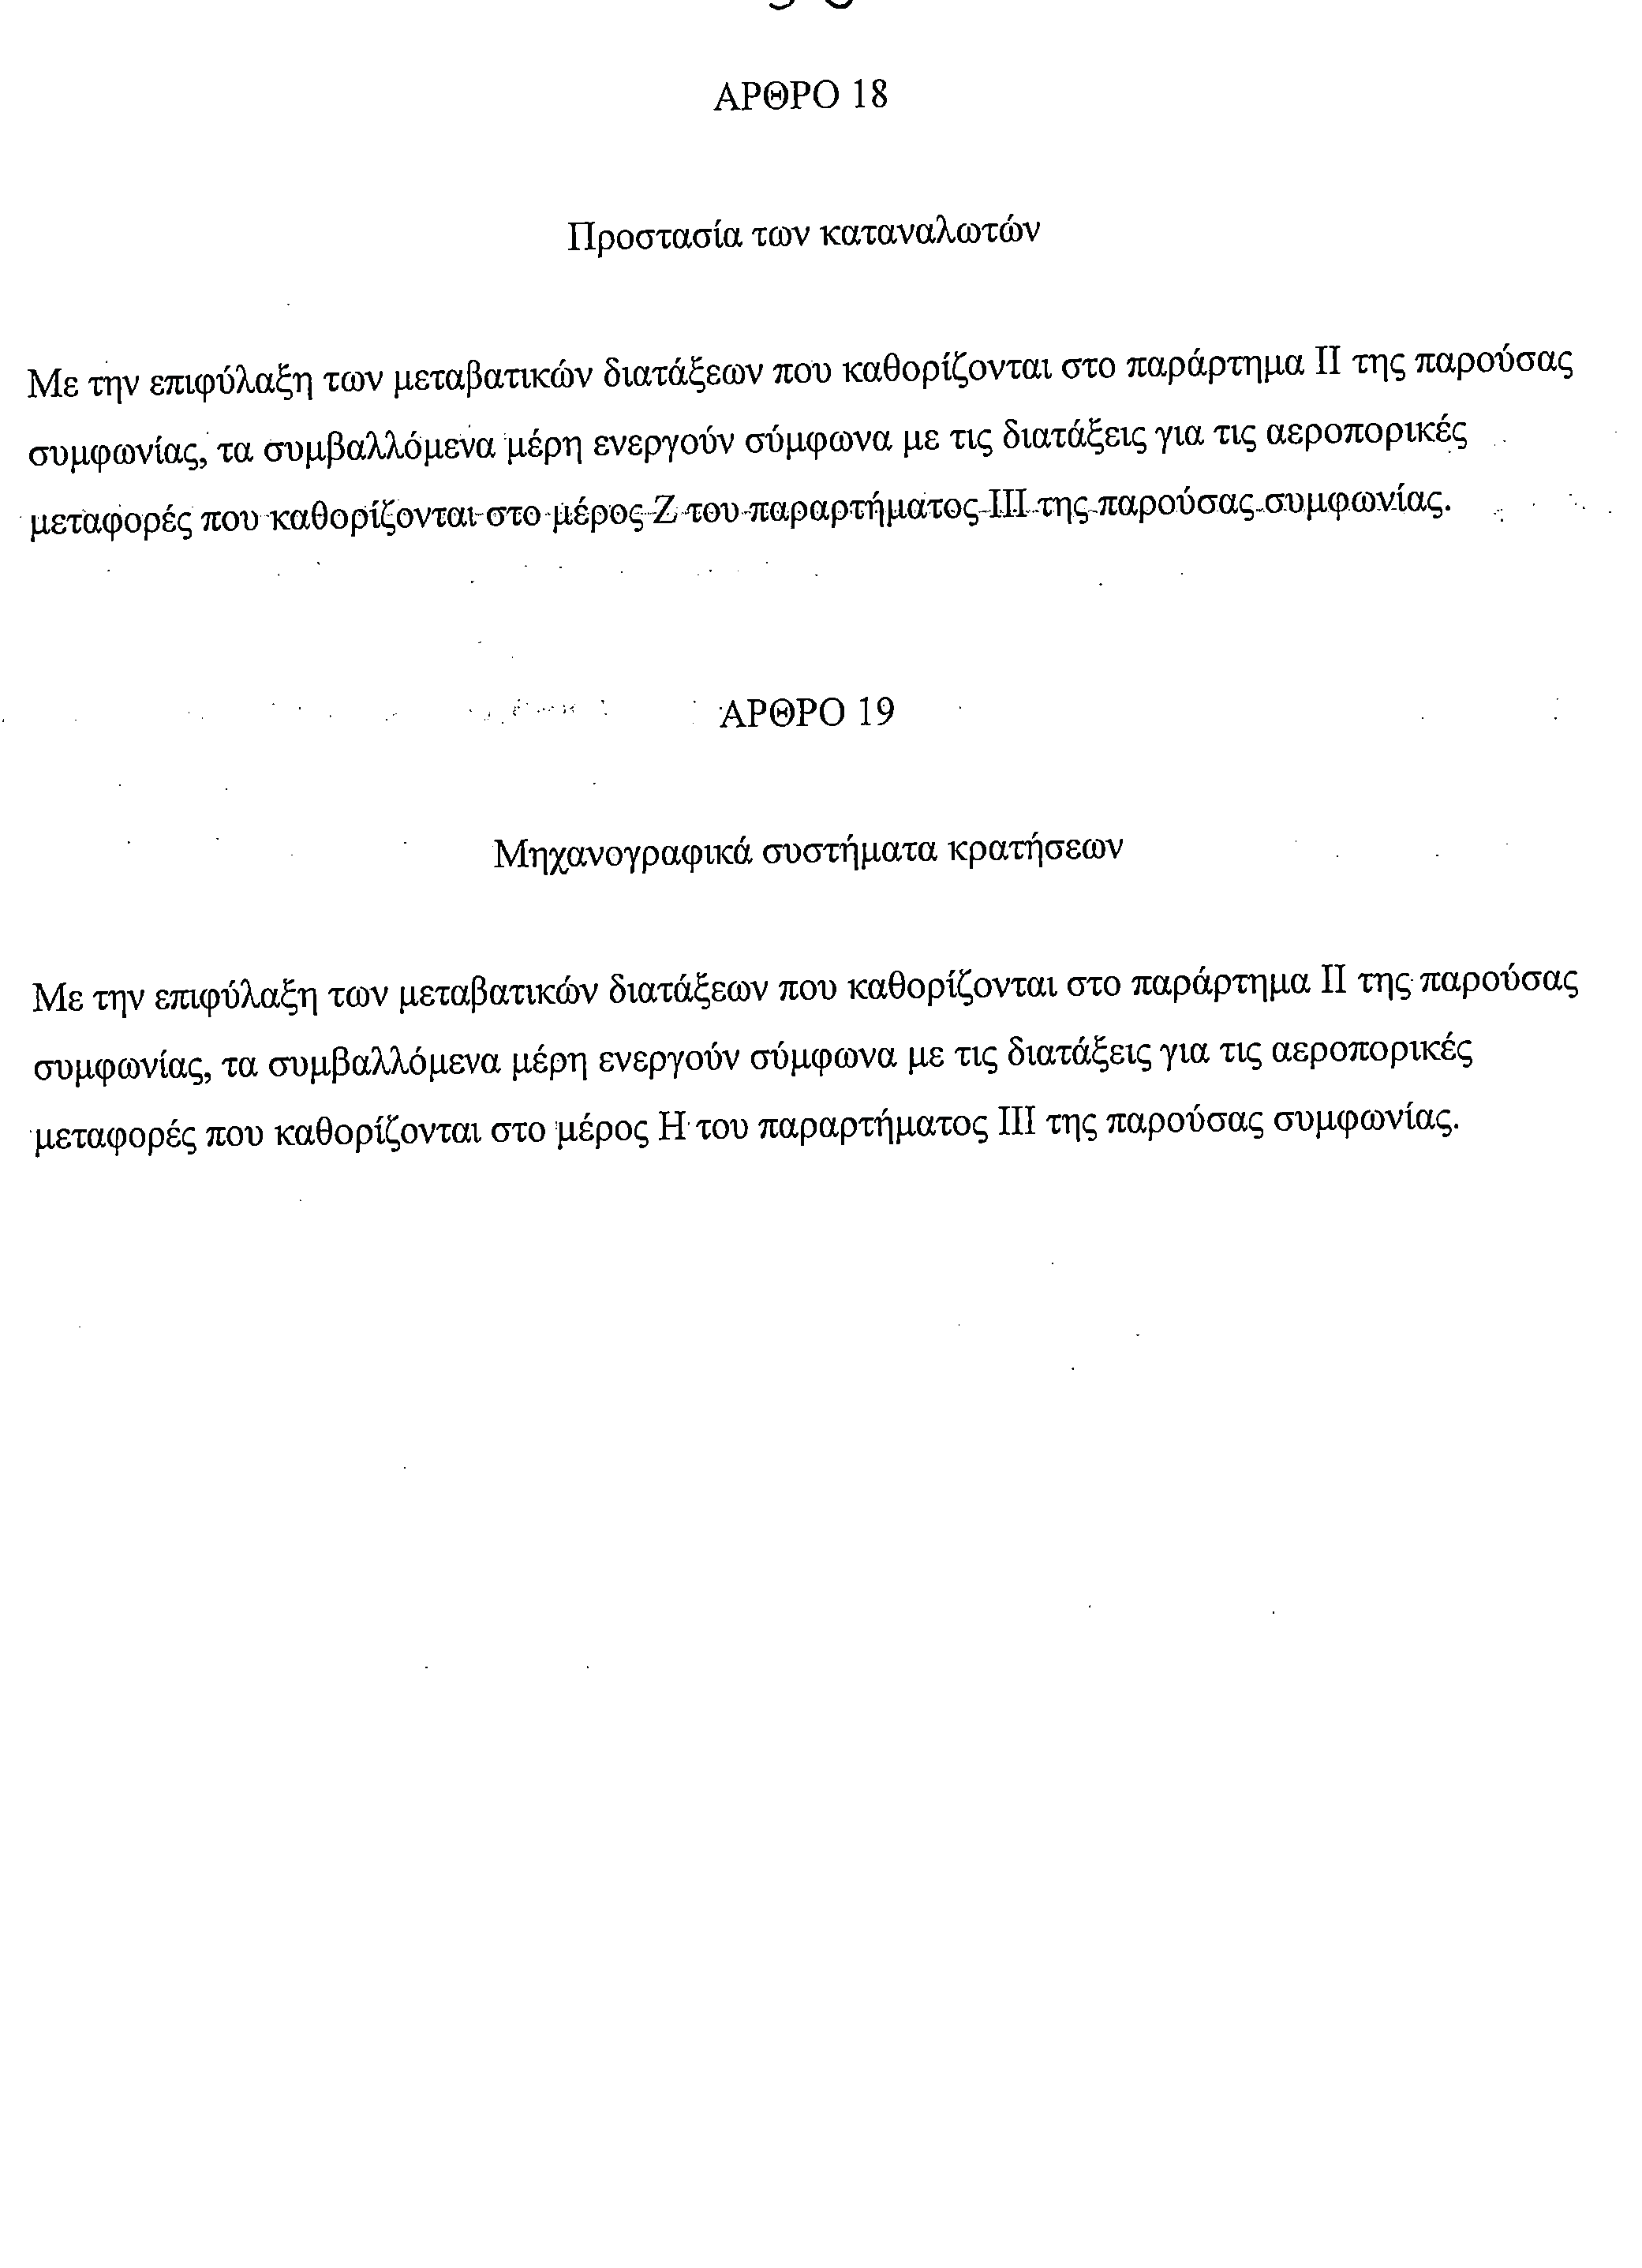 ΑΡΘΡΟ 18
Προστασία των καταναλωτών
Με την επιφύλαξη των μεταβατικών διατάξεων που καθορίζονται στο παράρτημα ΙΙ της παρούσας
συμφωνίας, τα συμβαλλόμενα μέρη ενεργούν σύμφωνα με τις διατάξεις για τις αεροπορικές
μεταφορές που καθορίζονται στο μέρος Ζ του παραρτήματος ΙΙΙ της παρούσας συμφωνίας.
ΑΡΘΡΟ 19
Μηχανογραφικά συστήματα κρατήσεων
Με την επιφύλαξη των μεταβατικών διατάξεων που καθορίζονται στο παράρτημα ΙΙ της παρούσας
συμφωνίας, τα συμβαλλόμενα μέρη ενεργούν σύμφωνα με τις διατάξεις για τις αεροπορικές
μεταφορές που καθορίζονται στο μέρος Η του παραρτήματος ΙΙΙ της παρούσας συμφωνίας.